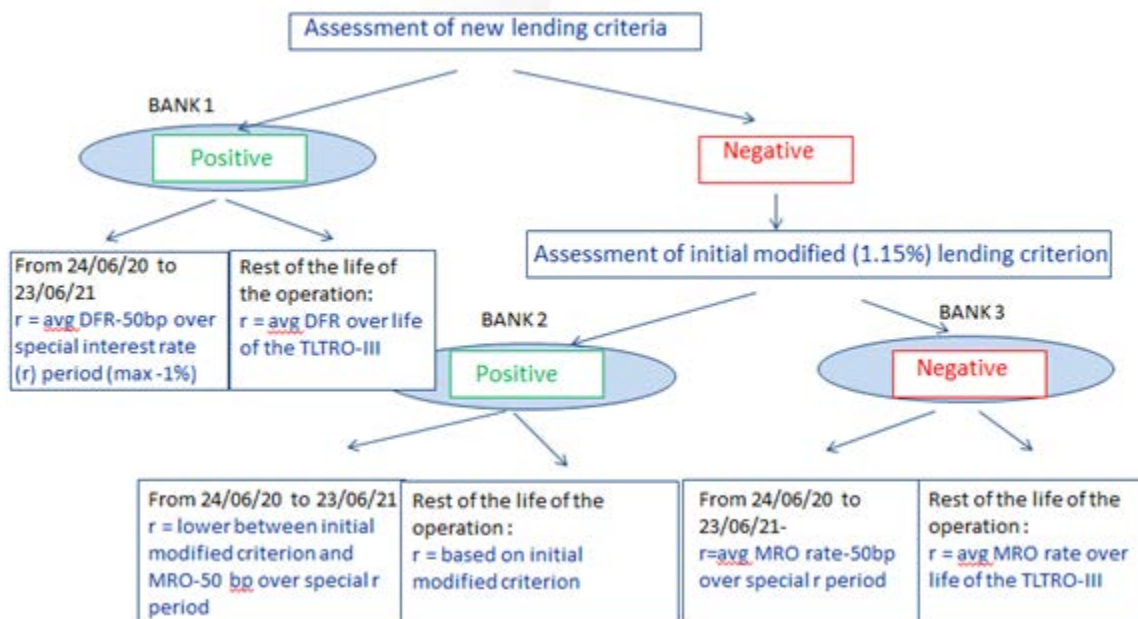 Assessment of new lending criteria
BANK 1
Positive
Negative
From 24/06/20 to
23/06/21
r = avg DFR-50bp over
special interest rate
(r) period (max -1%)
Rest of the life of
the operation:
r = avg DFR over life
of the TLTRO-III
Assessment of initial modified (1.15%) lending criterion
BANK 2
Positive
BANK 3
Negative
From 24/06/20 to 23/06/21
r = lower between initial
modified criterion and
MRO-50 bp over special r
period
Rest of the life of the
operation :
r = based on initial
modified criterion
From 24/06/20 to
23/06/21-
r=avg MRO rate-50bp
over special r period
Rest of the life of the
operation :
r = avg MRO rate over
life of the TLTRO-III